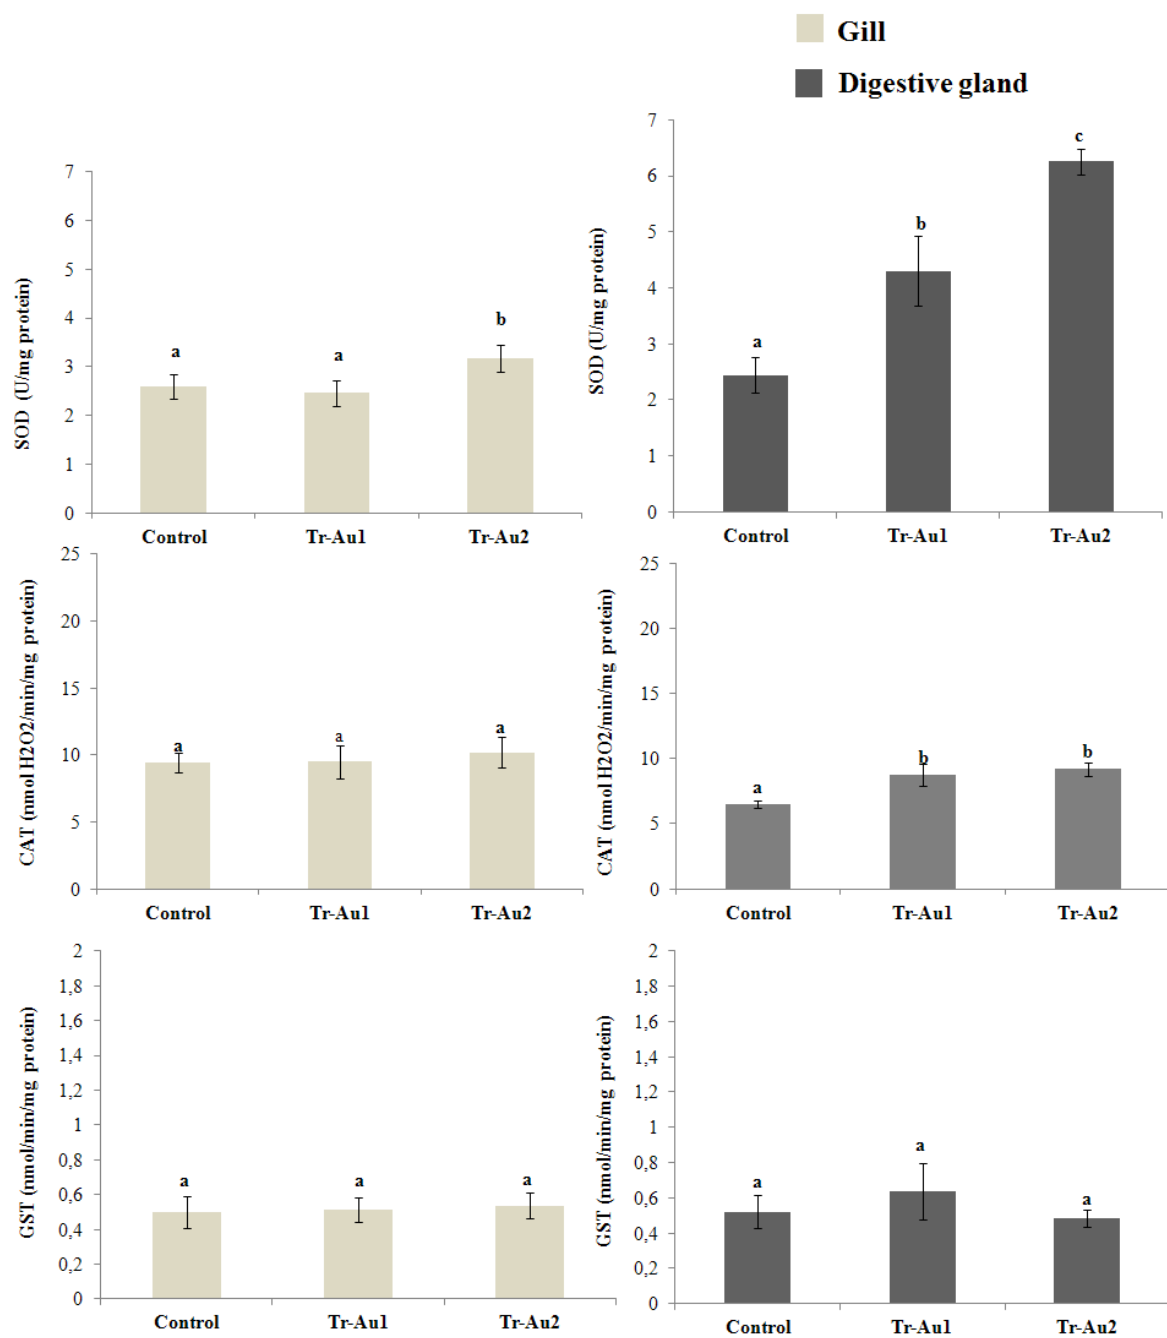 Gill
Digestive gland
SOD (U/mg protein)
7
6
5
4
3
2
1
0
a
a
b
Control
Tr-Au1
Tr-Au2
SOD (U/mg protein)
7
6
5
4
3
2
1
0
a
b
c
Control
Tr-Au1
Tr-Au2
CAT (nmol H2O2/min/mg protein)
25
20
15
10
5
0
a
a
a
Control
Tr-Au1
Tr-Au2
CAT (nmol H2O2/min/mg protein)
25
20
15
10
5
0
a
b
b
Control
Tr-Au1
Tr-Au2
GST (nmol/min/mg protein)
2
1,8
1,6
1,4
1,2
1
0,8
0,6
0,4
0,2
0
a
a
a
Control
Tr-Au1
Tr-Au2
GST (nmol/min/mg protein)
2
1,8
1,6
1,4
1,2
1
0,8
0,6
0,4
0,2
0
a
a
a
Control
Tr-Au1
Tr-Au2